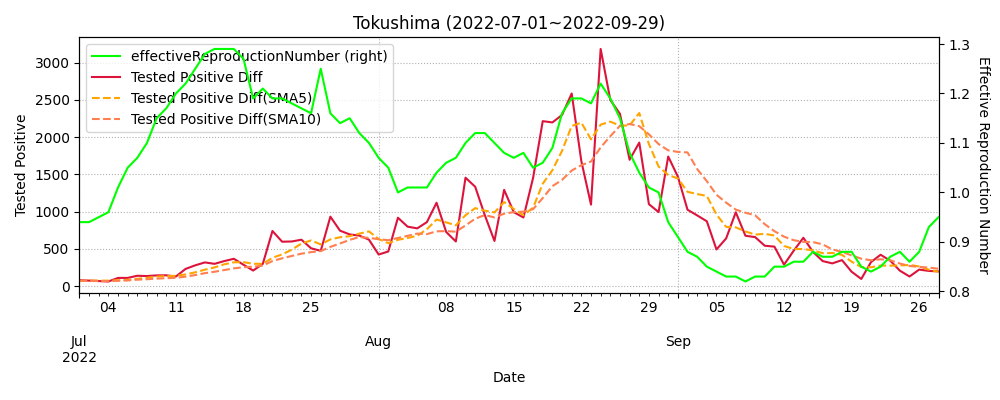 Tokushima (2022-07-01~2022-09-29)
effectiveReproductionNumber (right)
Tested Positive Diff
Tested Positive Diff(SMA5)
Tested Positive Diff(SMA10)
Tested Positive
3000
2500
2000
1500
1000
500
0
Effective Reproduction Number
1.3
1.2
1.1
1.0
0.9
0.8
04 11 18 25 08 15 22 29 05 12 19 26
Jul Aug Sep
2022
Date